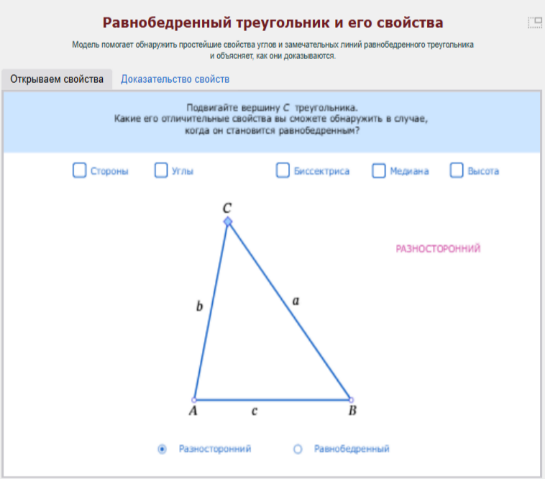 Равнобедренный треугольник и его свойства
Модель помогает обнаружить простейшие свойства углов и замечательных линий равнобедренного треугольника
и объясняет, как они доказываются.
Открываем свойства Доказательство свойств
Подвигайте вершину C треугольника.
Какие его отличительные свойства вы сможете обнаружить в случае,
когда он становится равнобедренным?
Стороны Углы Биссектриса Медиана Высота
C
РАЗНОСТОРОННИЙ
b a
A c B
Разносторонний Равнобедренный